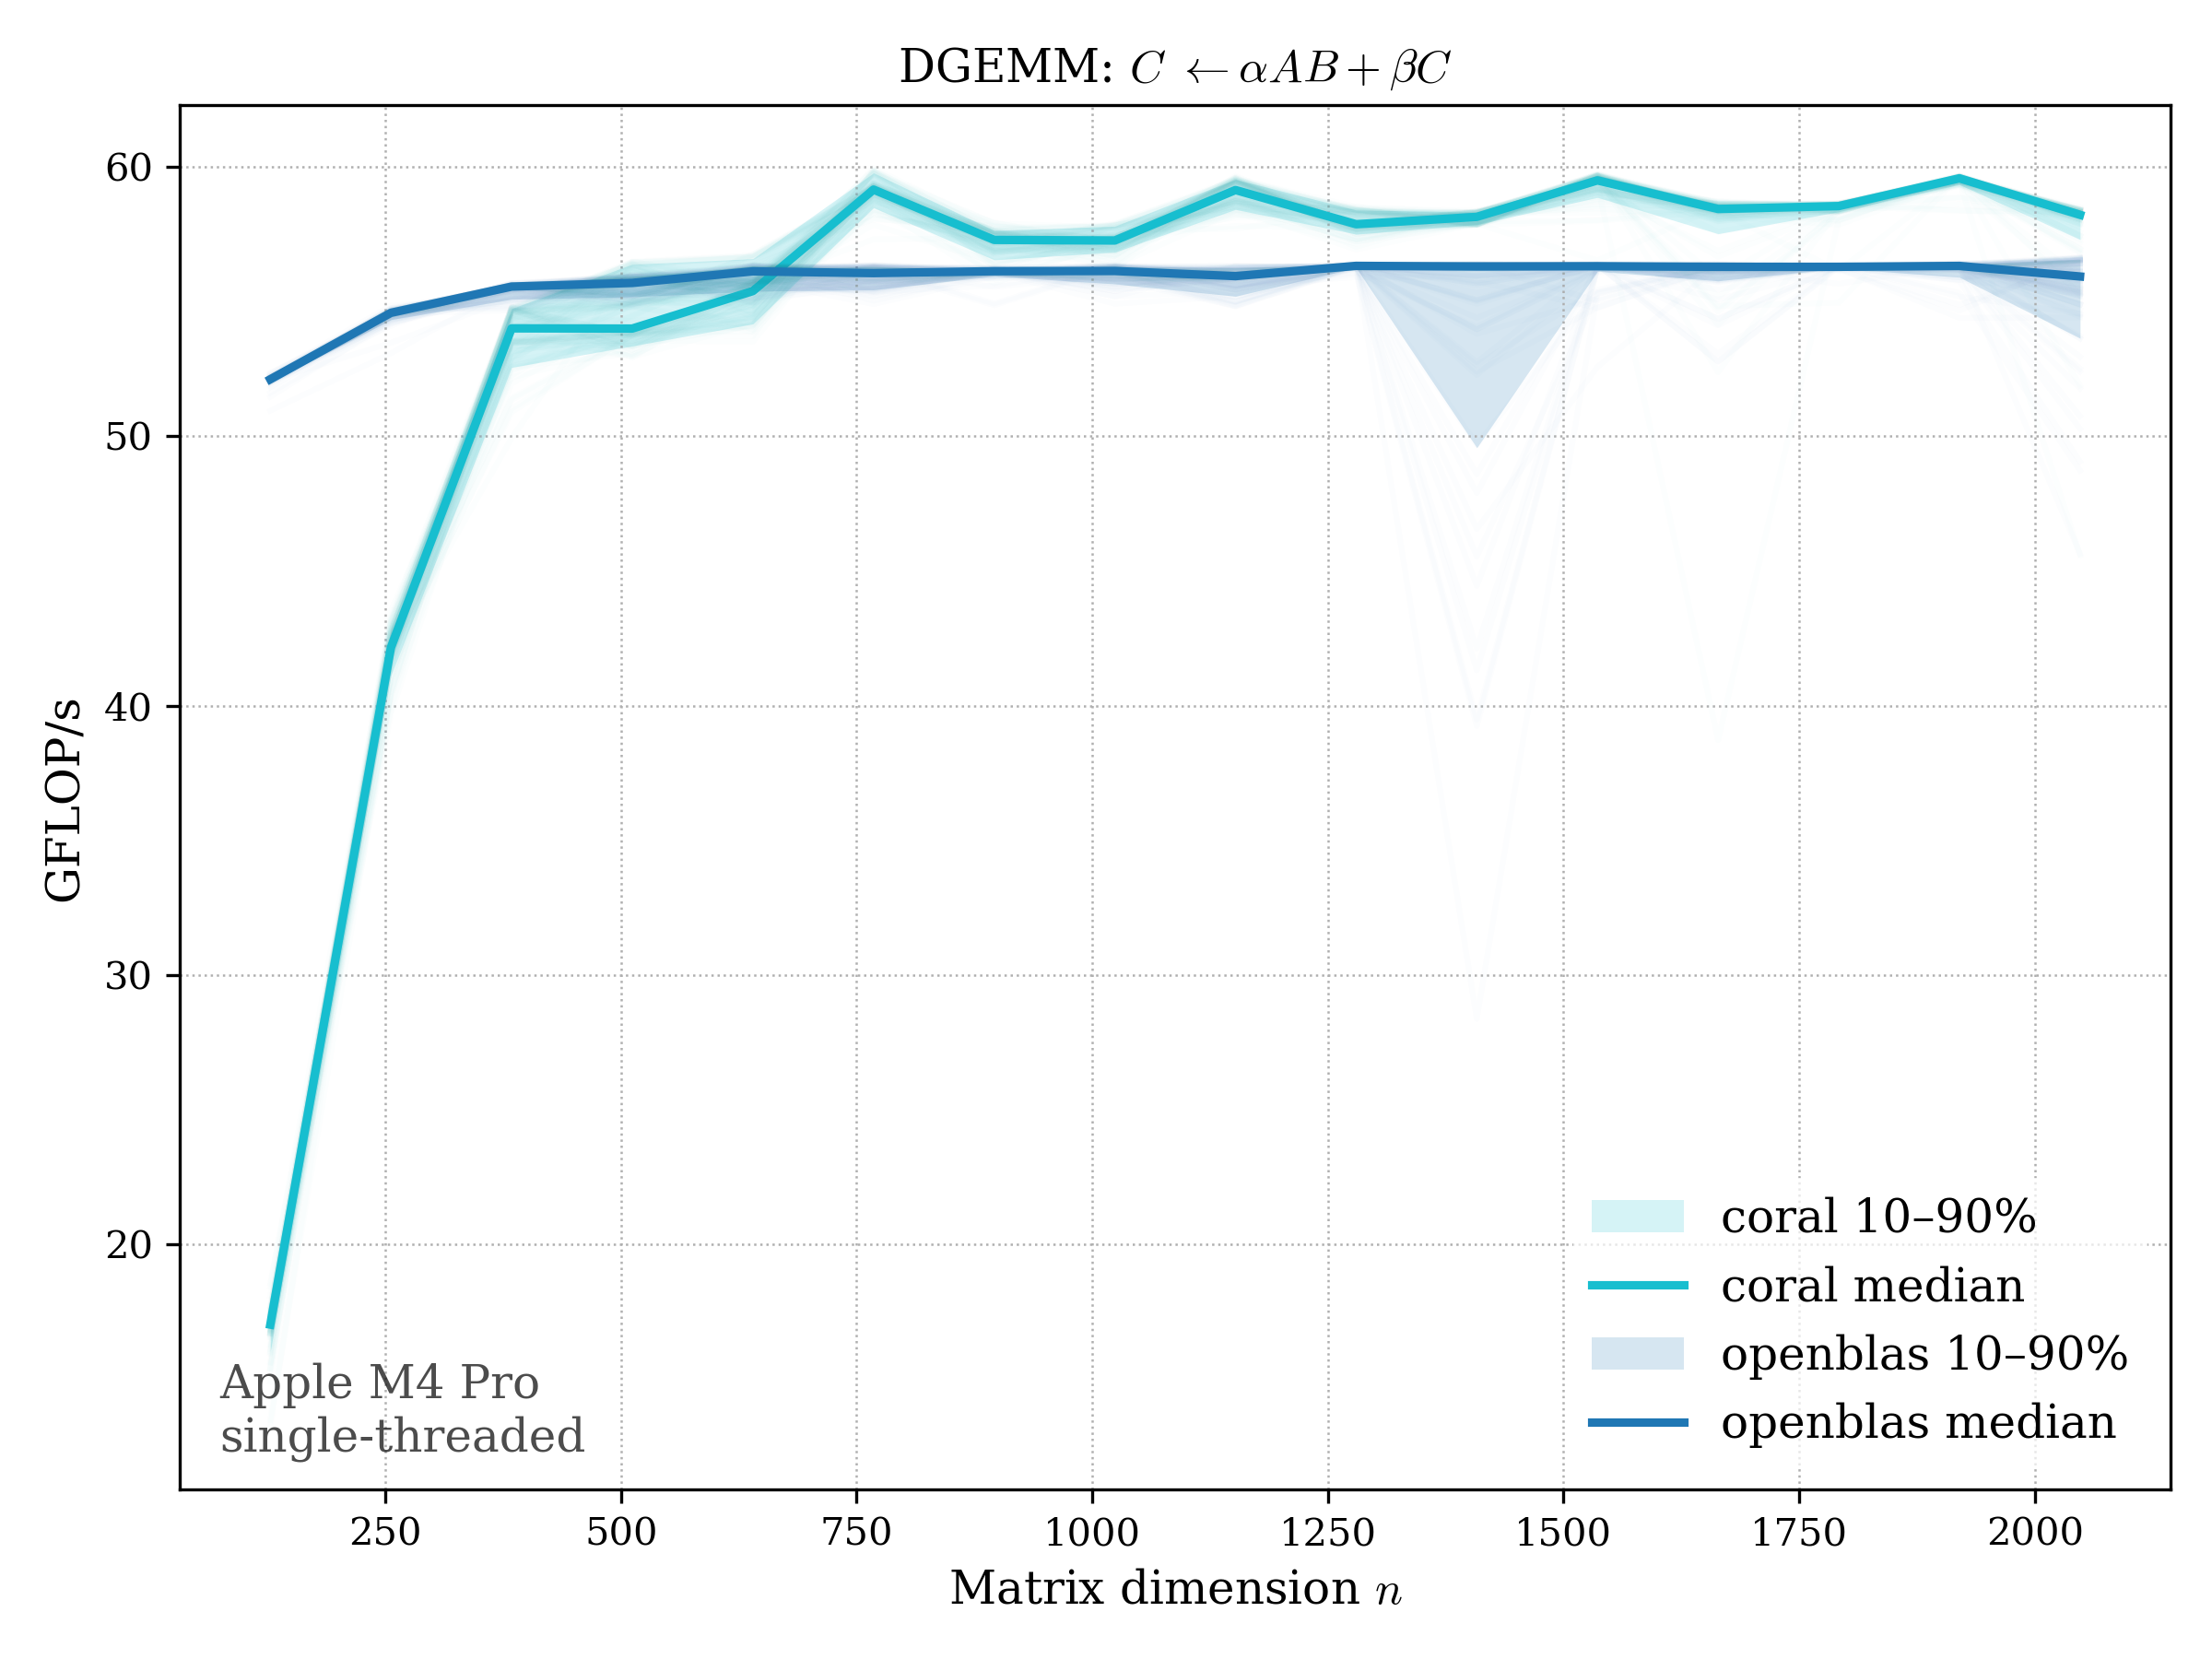 DGEMM: C ← αAB + βC
GFLOP/s
60
50
40
30
20
250
500
750
1000
1250
1500
1750
2000
Matrix dimension n
Apple M4 Pro
single-threaded
coral 10–90%
coral median
openblas 10–90%
openblas median